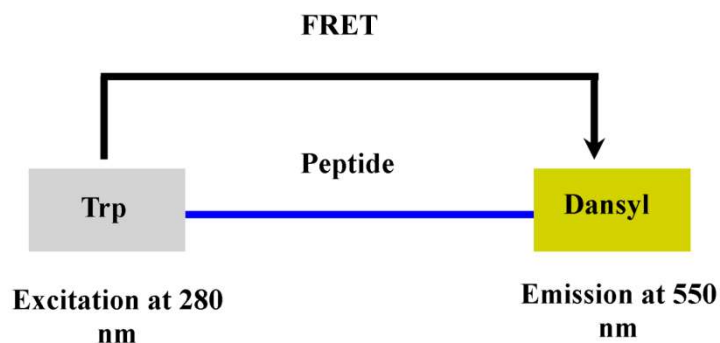 FRET
Peptide
Trp
Dansyl
Excitation at 280
nm
Emission at 550
nm